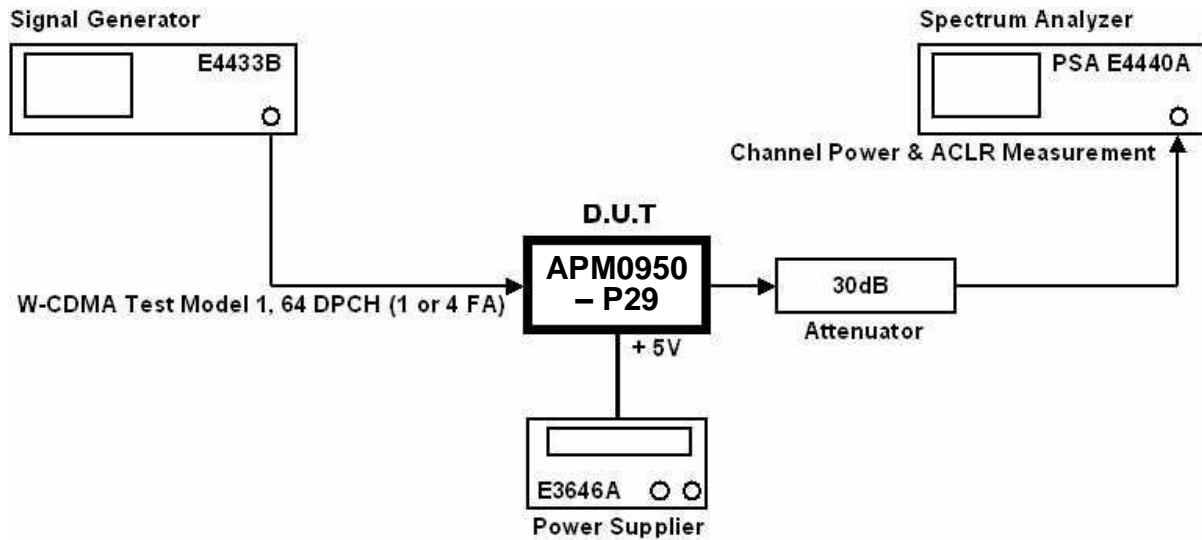 Signal Generator
E4433B
Spectrum Analyzer
PSA E4440A
Channel Power & ACLR Measurement
D.U.T
APM0950
– P29
W-CDMA Test Model 1, 64 DPCH (1 or 4 FA)
30dB
Attenuator
+ 5V
E3646A
Power Supplier